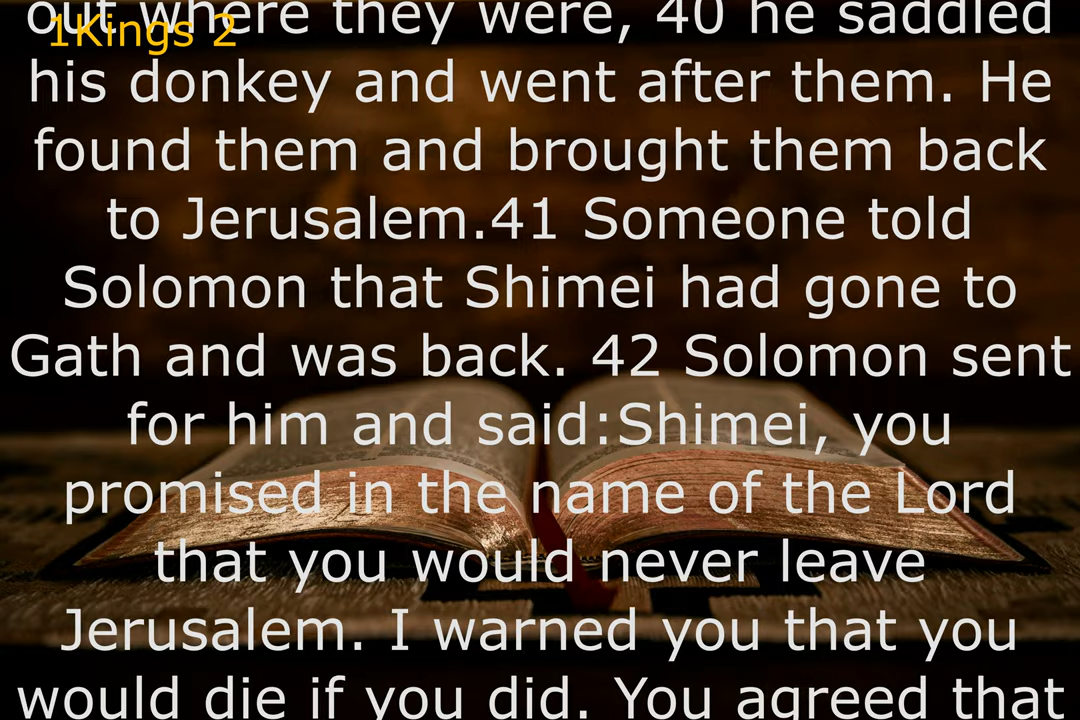 out where they were, 40 he saddled
1Kings 2
his donkey and went after them. He
found them and brought them back
to Jerusalem.41 Someone told
Solomon that Shimei had gone to
Gath and was back. 42 Solomon sent
for him and said:Shimei, you
promised in the name of the Lord
that you would never leave
Jerusalem. I warned you that you
would die if you did. You agreed that